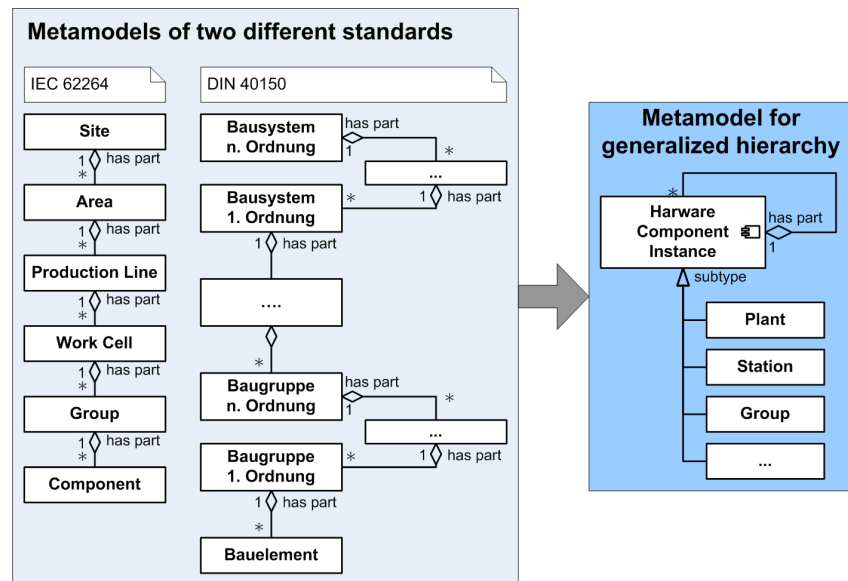 Metamodels of two different standards
IEC 62264
Site
1
has part
*
Area
1
has part
*
Production Line
1
has part
*
Work Cell
1
has part
*
Group
1
has part
*
Component
DIN 40150
Bausystem
n. Ordnung
has part
1
*
...
1
has part
*
Bausystem
1. Ordnung
1
has part
....
*
Baugruppe
n. Ordnung
has part
1
*
...
1
has part
*
Baugruppe
1. Ordnung
1
has part
*
Bauelement
Metamodel for
generalized hierarchy
*
Harware
Component
Instance
has part
1
subtype
Plant
Station
Group
...